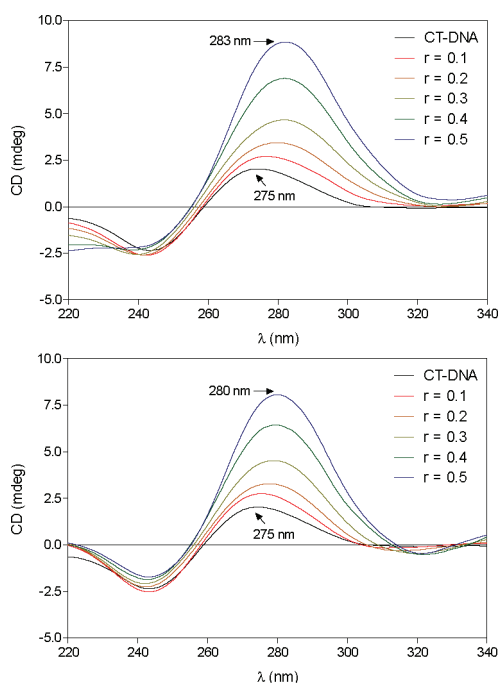 10.0
7.5
5.0
2.5
0.0
-2.5
-5.0
CD (mdeg)
283 nm
275 nm
CT-DNA
r = 0.1
r = 0.2
r = 0.3
r = 0.4
r = 0.5
220 240 260 280 300 320 340
λ (nm)
10.0
7.5
5.0
2.5
0.0
-2.5
-5.0
CD (mdeg)
280 nm
275 nm
CT-DNA
r = 0.1
r = 0.2
r = 0.3
r = 0.4
r = 0.5
220 240 260 280 300 320 340
λ (nm)